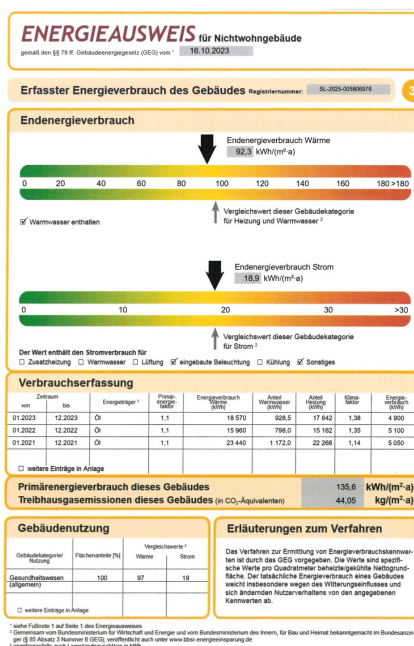 ENERGIEAUSWEIS für Nichtwohngebäude
gemäß den §§ 79 ff. Gebäudeenergiegesetz (GEG) vom ¹ 16.10.2023
Erfasster Energieverbrauch des Gebäudes Registriernummer: SL-2025-005806976 3
Endenergieverbrauch
Endenergieverbrauch Wärme
92,3 kWh/(m²·a)
0 20 40 60 80 100 120 140 160 180 >180
☑ Warmwasser enthalten
Vergleichswert dieser Gebäudekategorie
für Heizung und Warmwasser ²
Endenergieverbrauch Strom
18,9 kWh/(m²·a)
0 10 20 30 >30
Vergleichswert dieser Gebäudekategorie
für Strom ²
Der Wert enthält den Stromverbrauch für
☐ Zusatzheizung ☐ Warmwasser ☐ Lüftung ☑ eingebaute Beleuchtung ☐ Kühlung ☑ Sonstiges
Verbrauchserfassung
Zeitraum von bis Energieträger ³ Primär-energie-faktor Energieverbrauch Wärme (kWh) Anteil Warmwasser (kWh) Anteil Heizung (kWh) Klima-faktor Energie-verbrauch (kWh)
01.2023 12.2023 Öl 1,1 18 570 928,5 17 642 1,38 4 900
01.2022 12.2022 Öl 1,1 15 960 798,0 15 162 1,35 5 100
01.2021 12.2021 Öl 1,1 23 440 1 172,0 22 268 1,14 5 050
☐ weitere Einträge in Anlage
Primärenergieverbrauch dieses Gebäudes 135,6 kWh/(m²·a)
Treibhausgasemissionen dieses Gebäudes (in CO₂-Äquivalenten) 44,05 kg/(m²·a)
Gebäudenutzung
Gebäudekategorie/ Nutzung Flächenanteile [%] Vergleichswerte ² Wärme Strom
Gesundheitswesen (allgemein) 100 97 19
☐ weitere Einträge in Anlage
Erläuterungen zum Verfahren
Das Verfahren zur Ermittlung von Energieverbrauchskennwer-
ten ist durch das GEG vorgegeben. Die Werte sind spezifi-
sche Werte pro Quadratmeter beheizte/gekühlte Nettogrund-
fläche. Der tatsächliche Energieverbrauch eines Gebäudes
weicht insbesondere wegen des Witterungseinflusses und
sich ändernden Nutzerverhaltens von den angegebenen
Kennwerten ab.
¹ siehe Fußnote 1 auf Seite 1 des Energieausweises
² Gemeinsam vom Bundesministerium für Wirtschaft und Energie und vom Bundesministerium des Innern, für Bau und Heimat bekanntgemacht im Bundesanzei
ger (§ 85 Absatz 3 Nummer 6 GEG); veröffentlicht auch unter www.bbsr-energieeinsparung.de